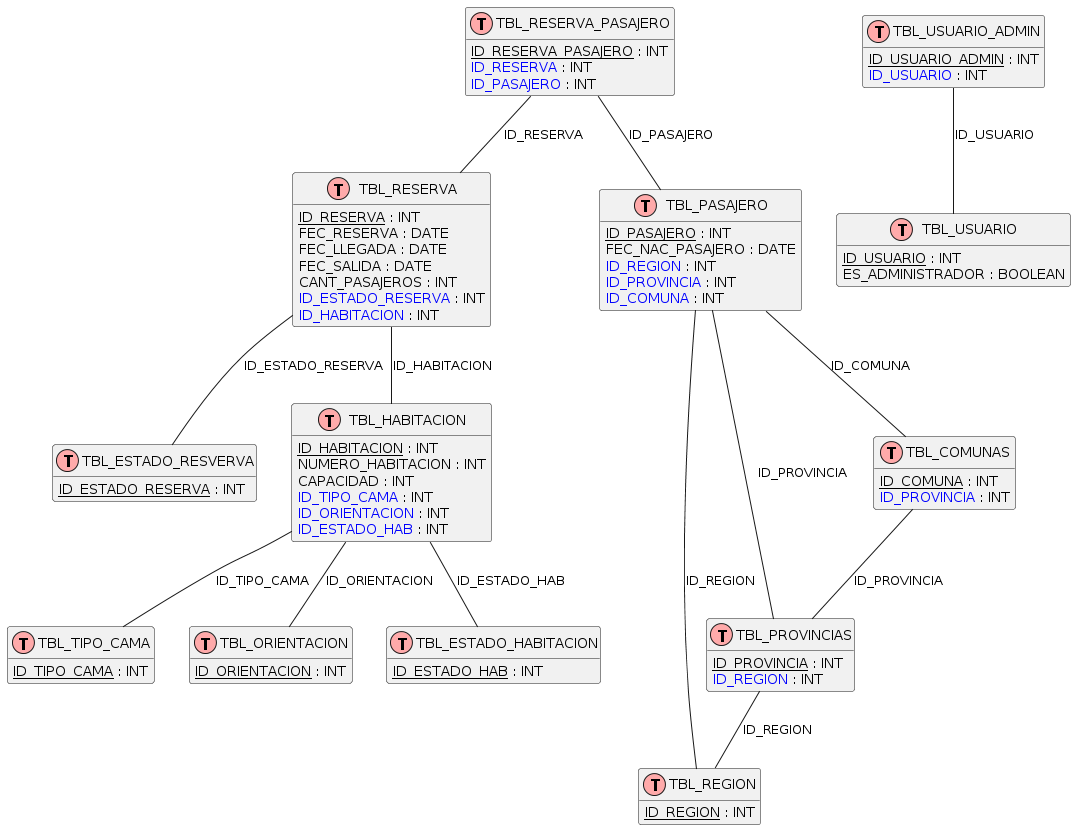 T TBL_RESERVA_PASAJERO
ID_RESERVA_PASAJERO : INT
ID_RESERVA : INT
ID_PASAJERO : INT
T TBL_USUARIO_ADMIN
ID_USUARIO_ADMIN : INT
ID_USUARIO : INT
ID_RESERVA
ID_PASAJERO
ID_USUARIO
T TBL_RESERVA
ID_RESERVA : INT
FEC_RESERVA : DATE
FEC_LLEGADA : DATE
FEC_SALIDA : DATE
CANT_PASAJEROS : INT
ID_ESTADO_RESERVA : INT
ID_HABITACION : INT
T TBL_PASAJERO
ID_PASAJERO : INT
FEC_NAC_PASAJERO : DATE
ID_REGION : INT
ID_PROVINCIA : INT
ID_COMUNA : INT
T TBL_USUARIO
ID_USUARIO : INT
ES_ADMINISTRADOR : BOOLEAN
ID_ESTADO_RESERVA
ID_HABITACION
ID_COMUNA
T TBL_ESTADO_RESVERVA
ID_ESTADO_RESERVA : INT
T TBL_HABITACION
ID_HABITACION : INT
NUMERO_HABITACION : INT
CAPACIDAD : INT
ID_TIPO_CAMA : INT
ID_ORIENTACION : INT
ID_ESTADO_HAB : INT
ID_PROVINCIA
T TBL_COMUNAS
ID_COMUNA : INT
ID_PROVINCIA : INT
ID_TIPO_CAMA
ID_ORIENTACION
ID_ESTADO_HAB
ID_REGION
ID_PROVINCIA
T TBL_TIPO_CAMA
ID_TIPO_CAMA : INT
T TBL_ORIENTACION
ID_ORIENTACION : INT
T TBL_ESTADO_HABITACION
ID_ESTADO_HAB : INT
T TBL_PROVINCIAS
ID_PROVINCIA : INT
ID_REGION : INT
ID_REGION
T TBL_REGION
ID_REGION : INT